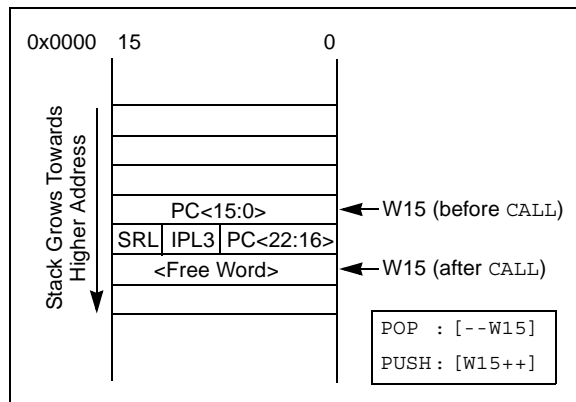 0x0000 15 0
Stack Grows Towards
Higher Address
PC<15:0>
W15 (before CALL)
SRL IPL3 PC<22:16>
<Free Word>
W15 (after CALL)
POP : [--W15]
PUSH: [W15++]